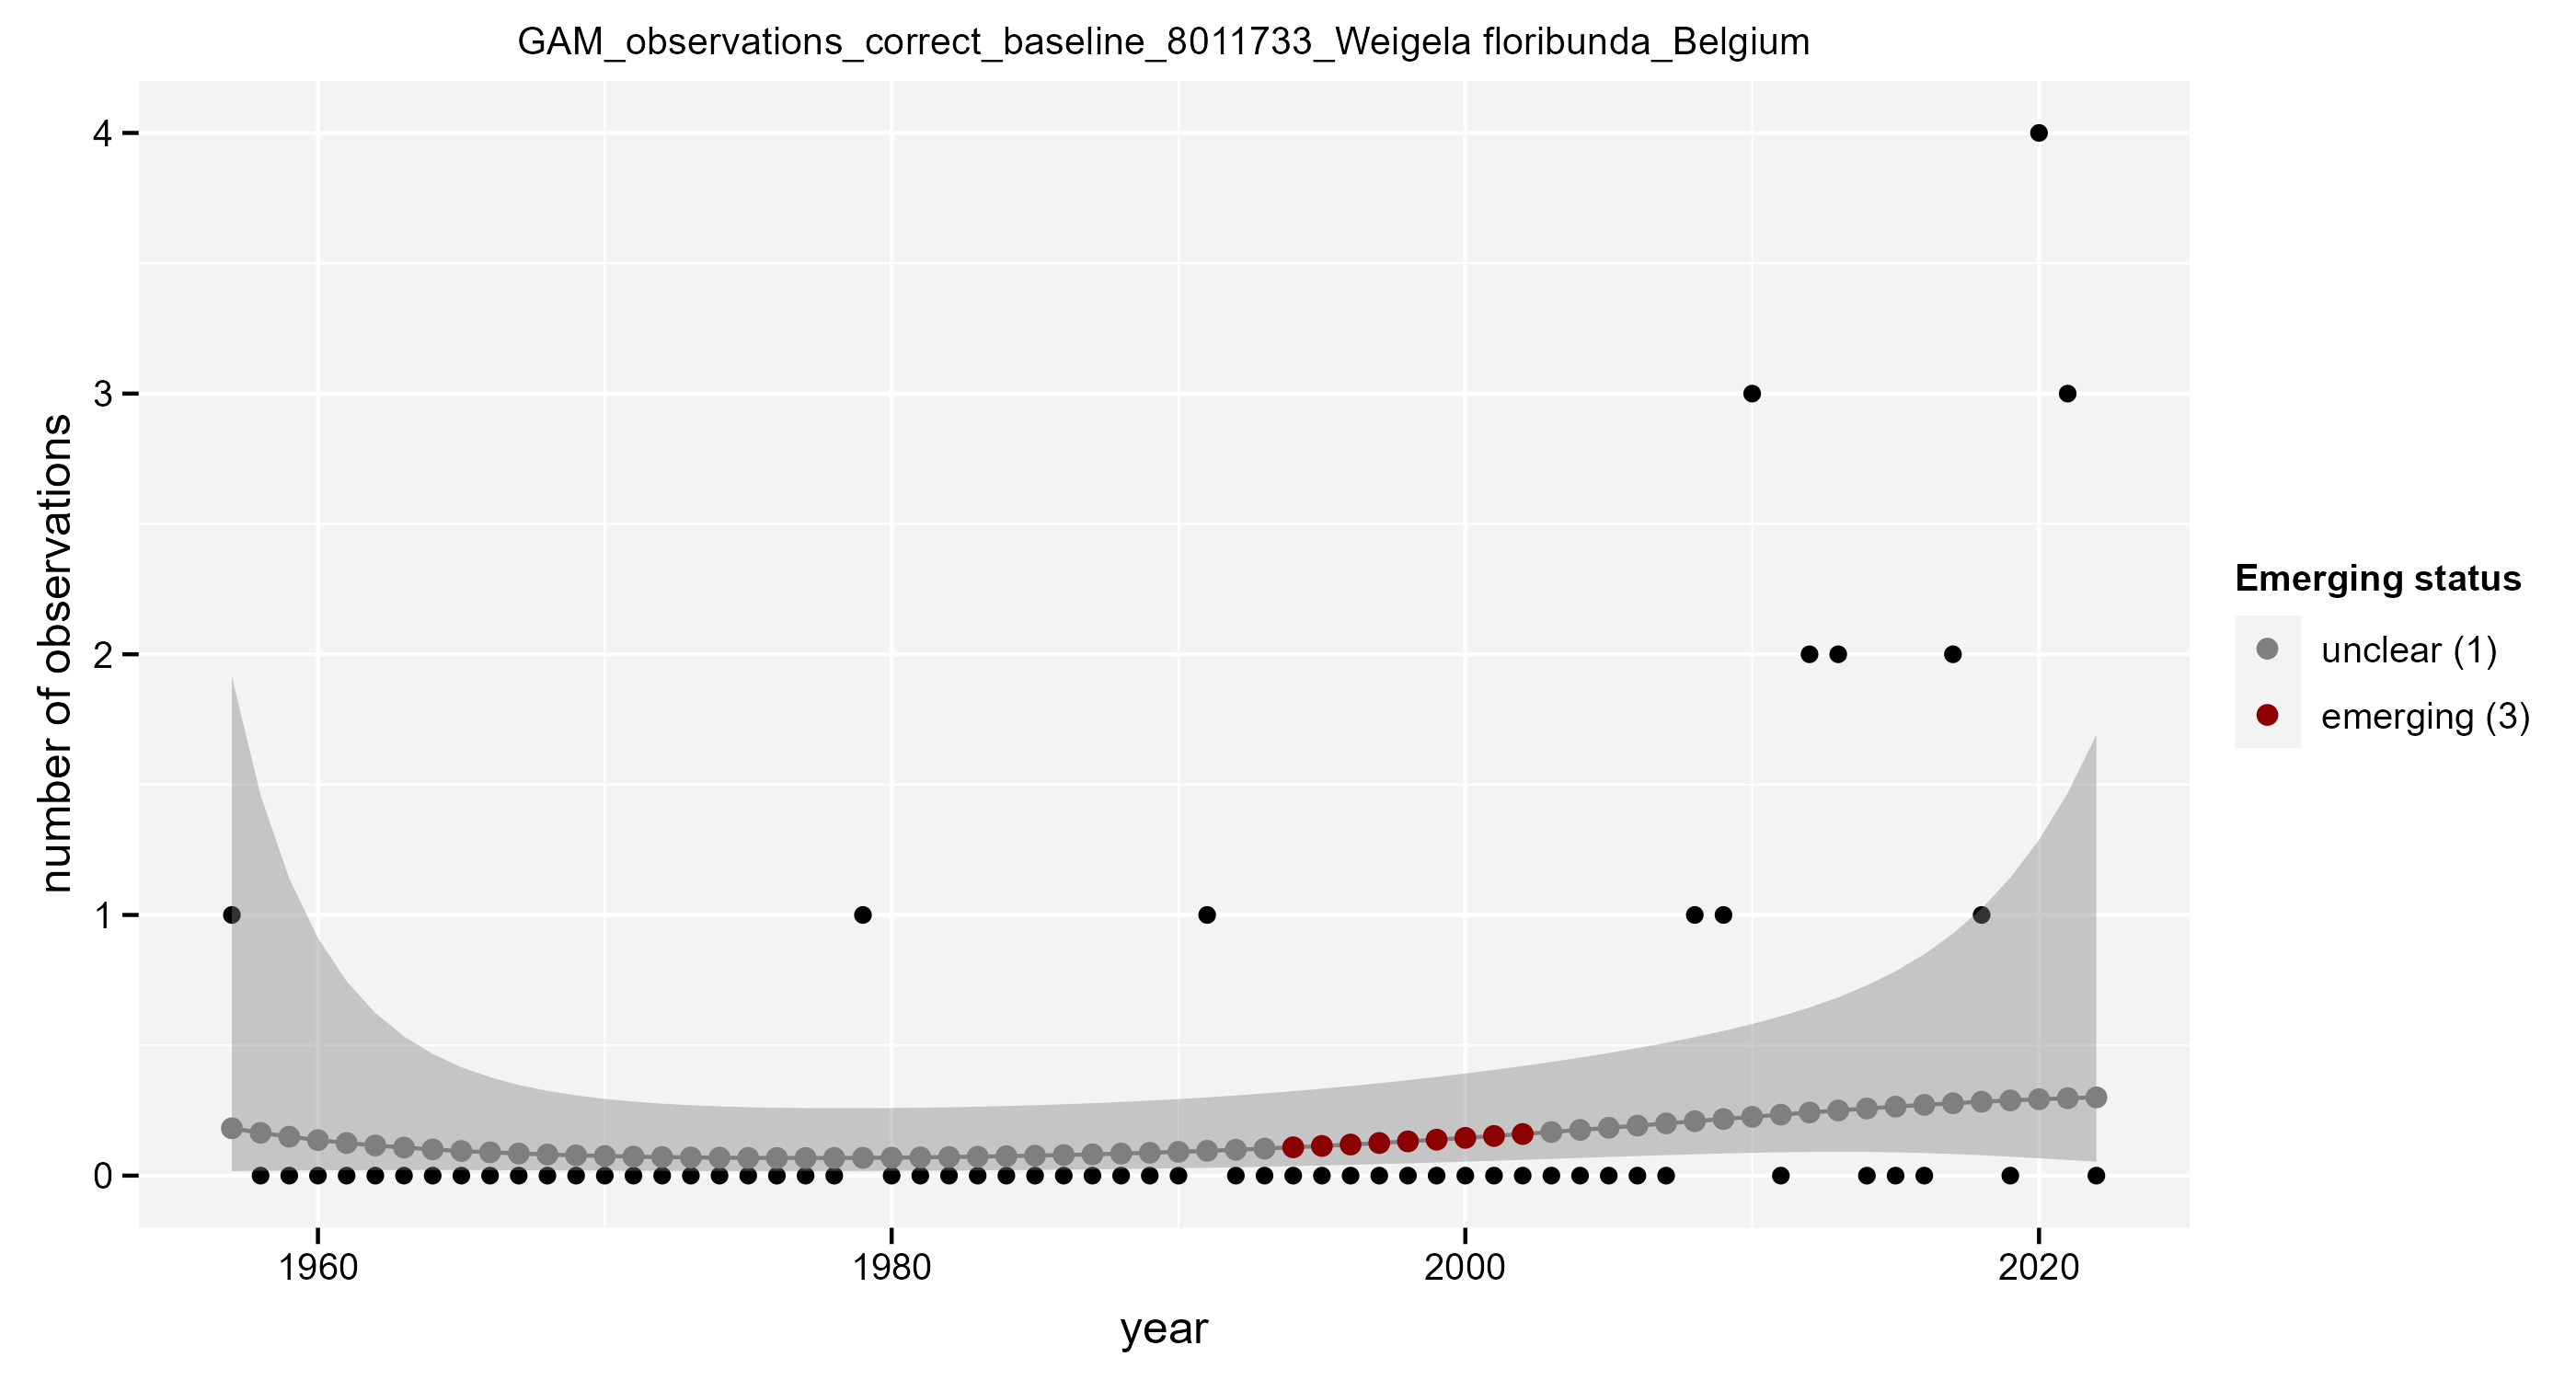 GAM_observations_correct_baseline_8011733_Weigela floribunda_Belgium
number of observations
4
3
2
1
0
1960
1980
2000
2020
year
Emerging status
unclear (1)
emerging (3)